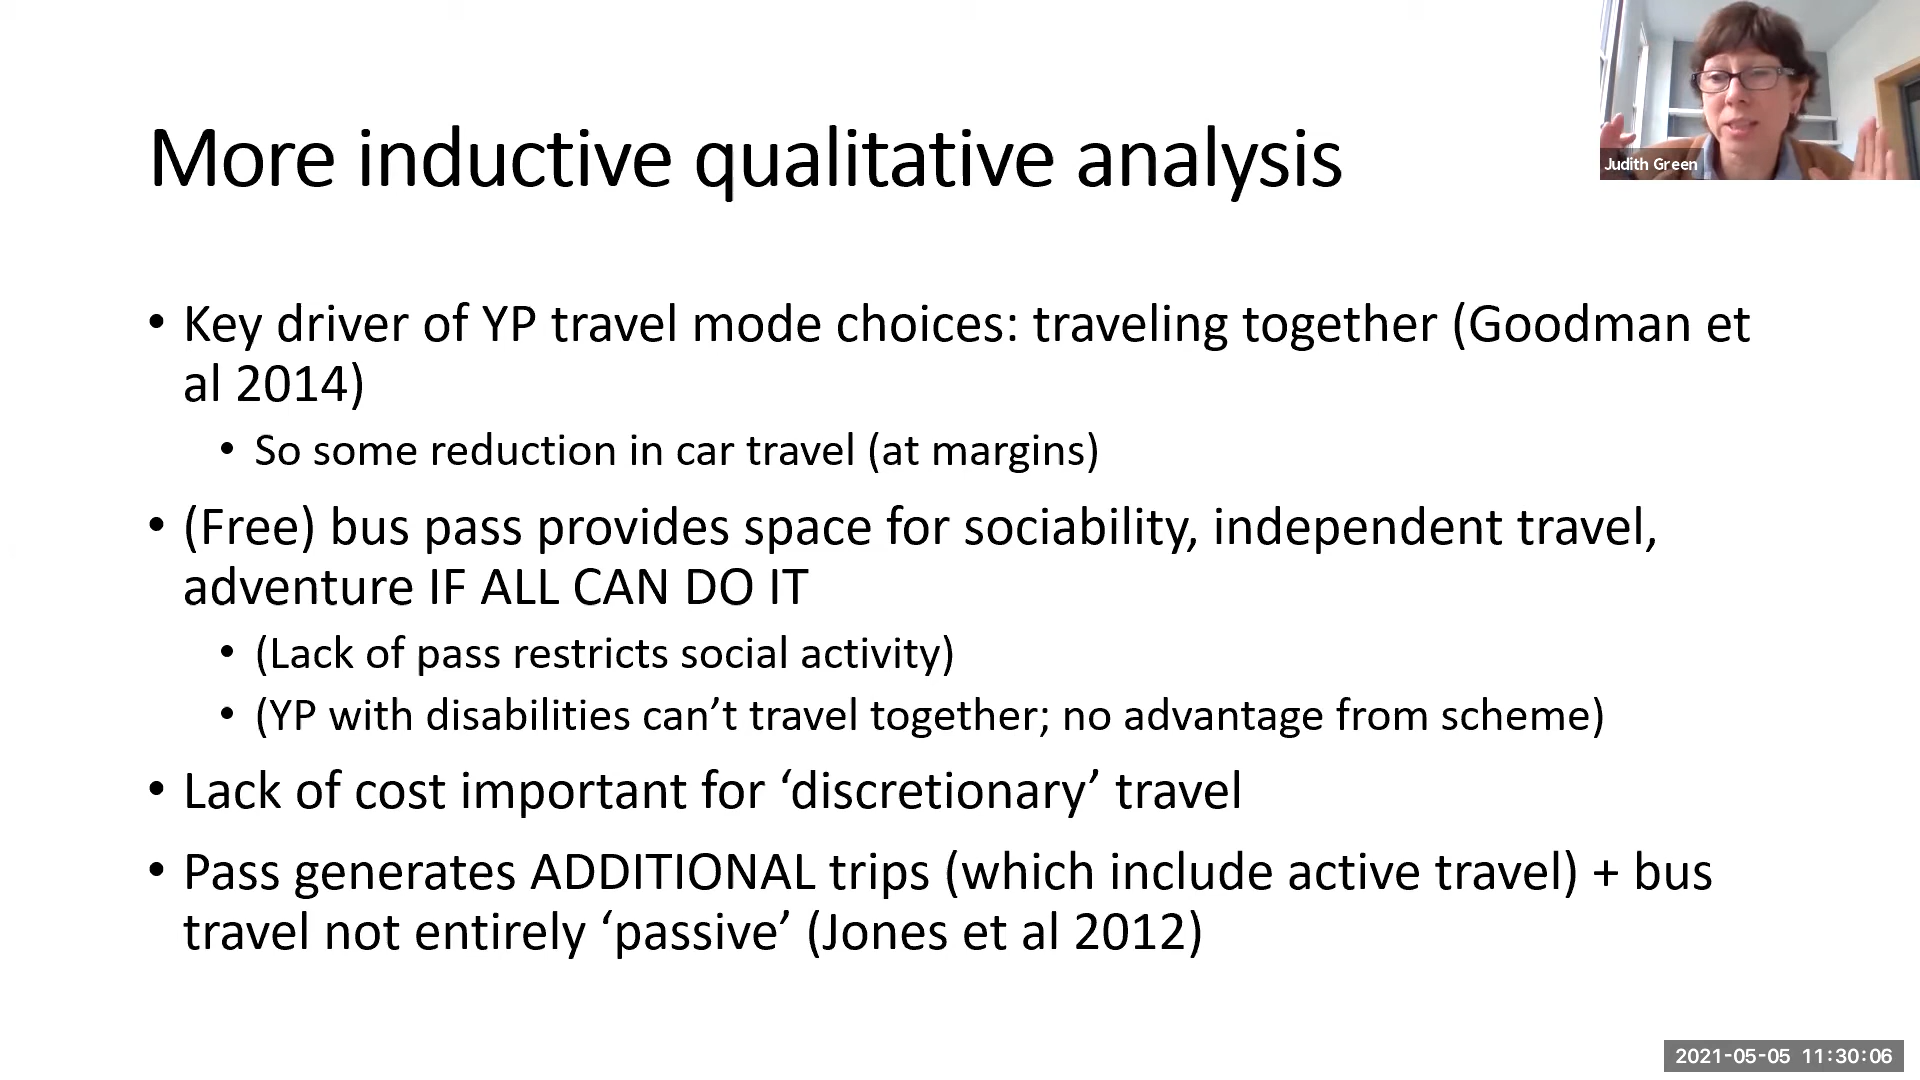 More inductive qualitative analysis
Judith Green
• Key driver of YP travel mode choices: traveling together (Goodman et
al 2014)
• So some reduction in car travel (at margins)
• (Free) bus pass provides space for sociability, independent travel,
adventure IF ALL CAN DO IT
• (Lack of pass restricts social activity)
• (YP with disabilities can’t travel together; no advantage from scheme)
• Lack of cost important for ‘discretionary’ travel
• Pass generates ADDITIONAL trips (which include active travel) + bus
travel not entirely ‘passive’ (Jones et al 2012)
2021-05-05 11:30:06